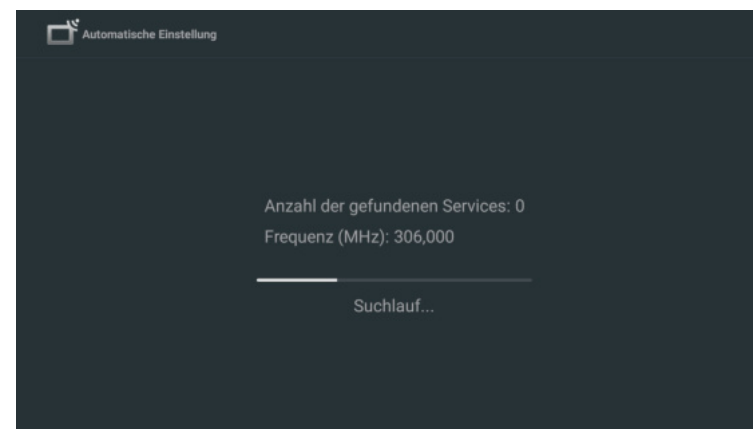 Automatische Einstellung
Anzahl der gefundenen Services: 0
Frequenz (MHz): 306,000
Suchlauf...